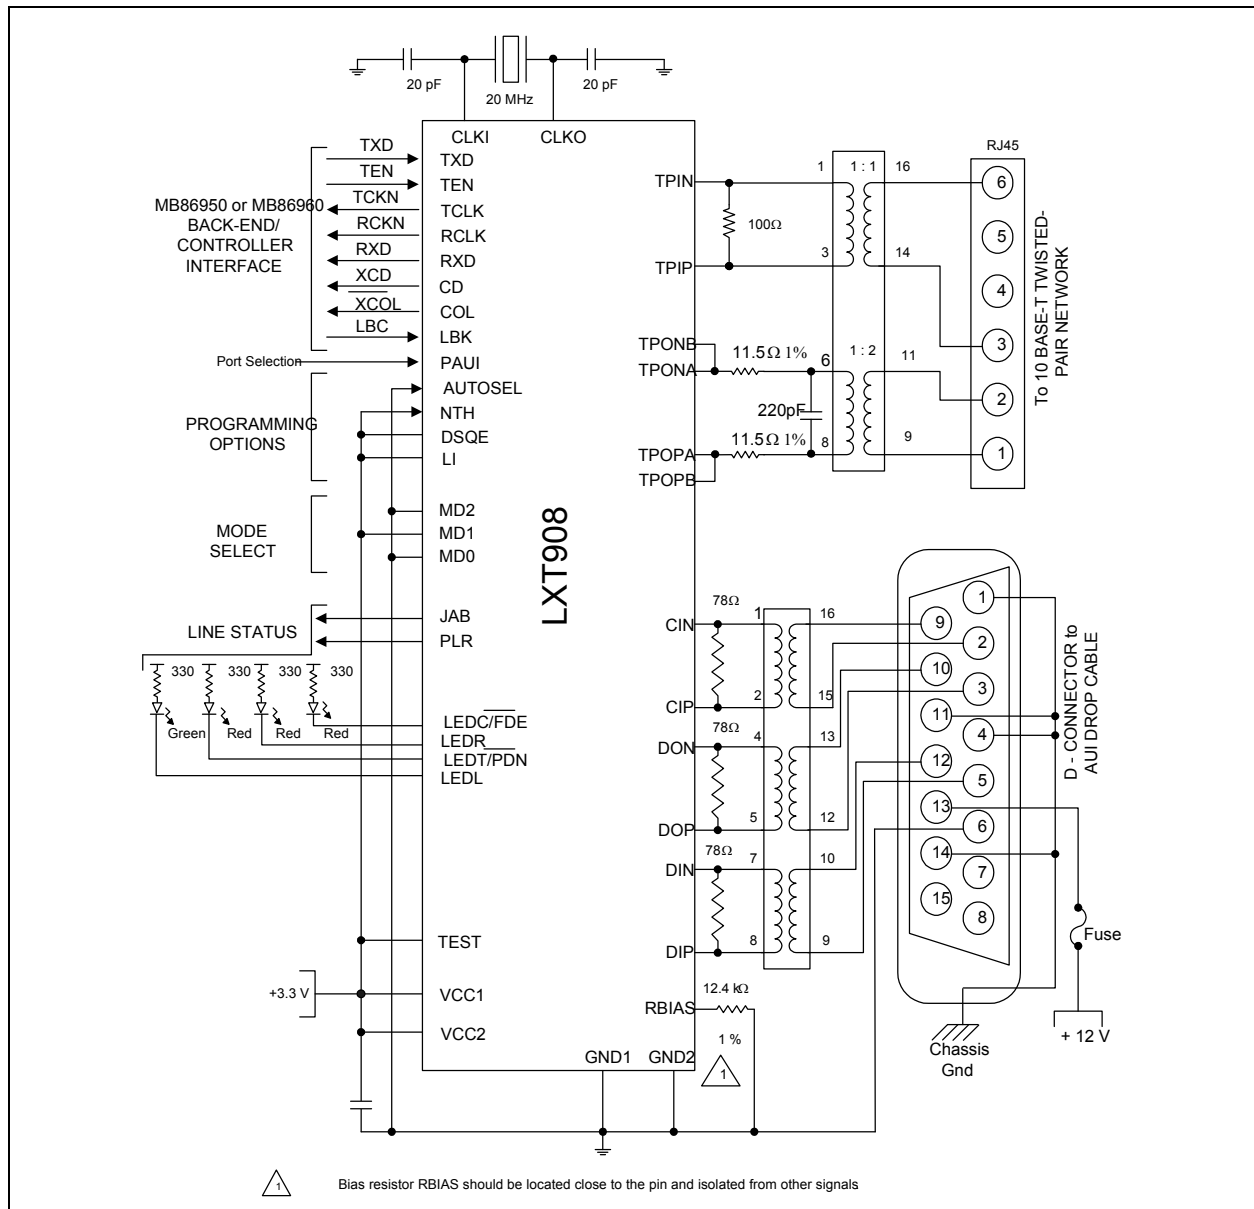 20 pF
20 MHz
20 pF
CLKI
CLKO
MB86950 or MB86960
BACK-END/
CONTROLLER
INTERFACE
TXD
TEN
TCKN
RCKN
RXD
XCD
XCOL
LBC
Port Selection
PROGRAMMING
OPTIONS
MODE
SELECT
LINE STATUS
330
330
330
330
Green
Red
Red
Red
+3.3 V
TXD
TEN
TCLK
RCLK
RXD
CD
COL
LBK
PAUI
AUTOSEL
NTH
DSQE
LI
MD2
MD1
MD0
JAB
PLR
LEDC/FDE
LEDR
LEDT/PDN
LEDL
TEST
VCC1
VCC2
LXT908
GND1
GND2
TPIN
TPIP
TPONB
TPONA
TPOPA
TPOPB
CIN
CIP
DON
DOP
DIN
DIP
RBIAS
100Ω
1
1 : 1
16
3
14
11.5Ω 1%
6
1 : 2
11
220pF
11.5Ω 1%
8
9
RJ45
6
5
4
3
2
1
To 10 BASE-T TWISTED-
PAIR NETWORK
78Ω
1
16
2
15
78Ω
4
13
5
12
78Ω
7
10
8
9
12.4 kΩ
1 %
1
1
9
2
10
3
11
4
12
5
13
6
14
7
15
8
D - CONNECTOR to
AUI DROP CABLE
Fuse
+ 12 V
Chassis
Gnd
1
Bias resistor RBIAS should be located close to the pin and isolated from other signals